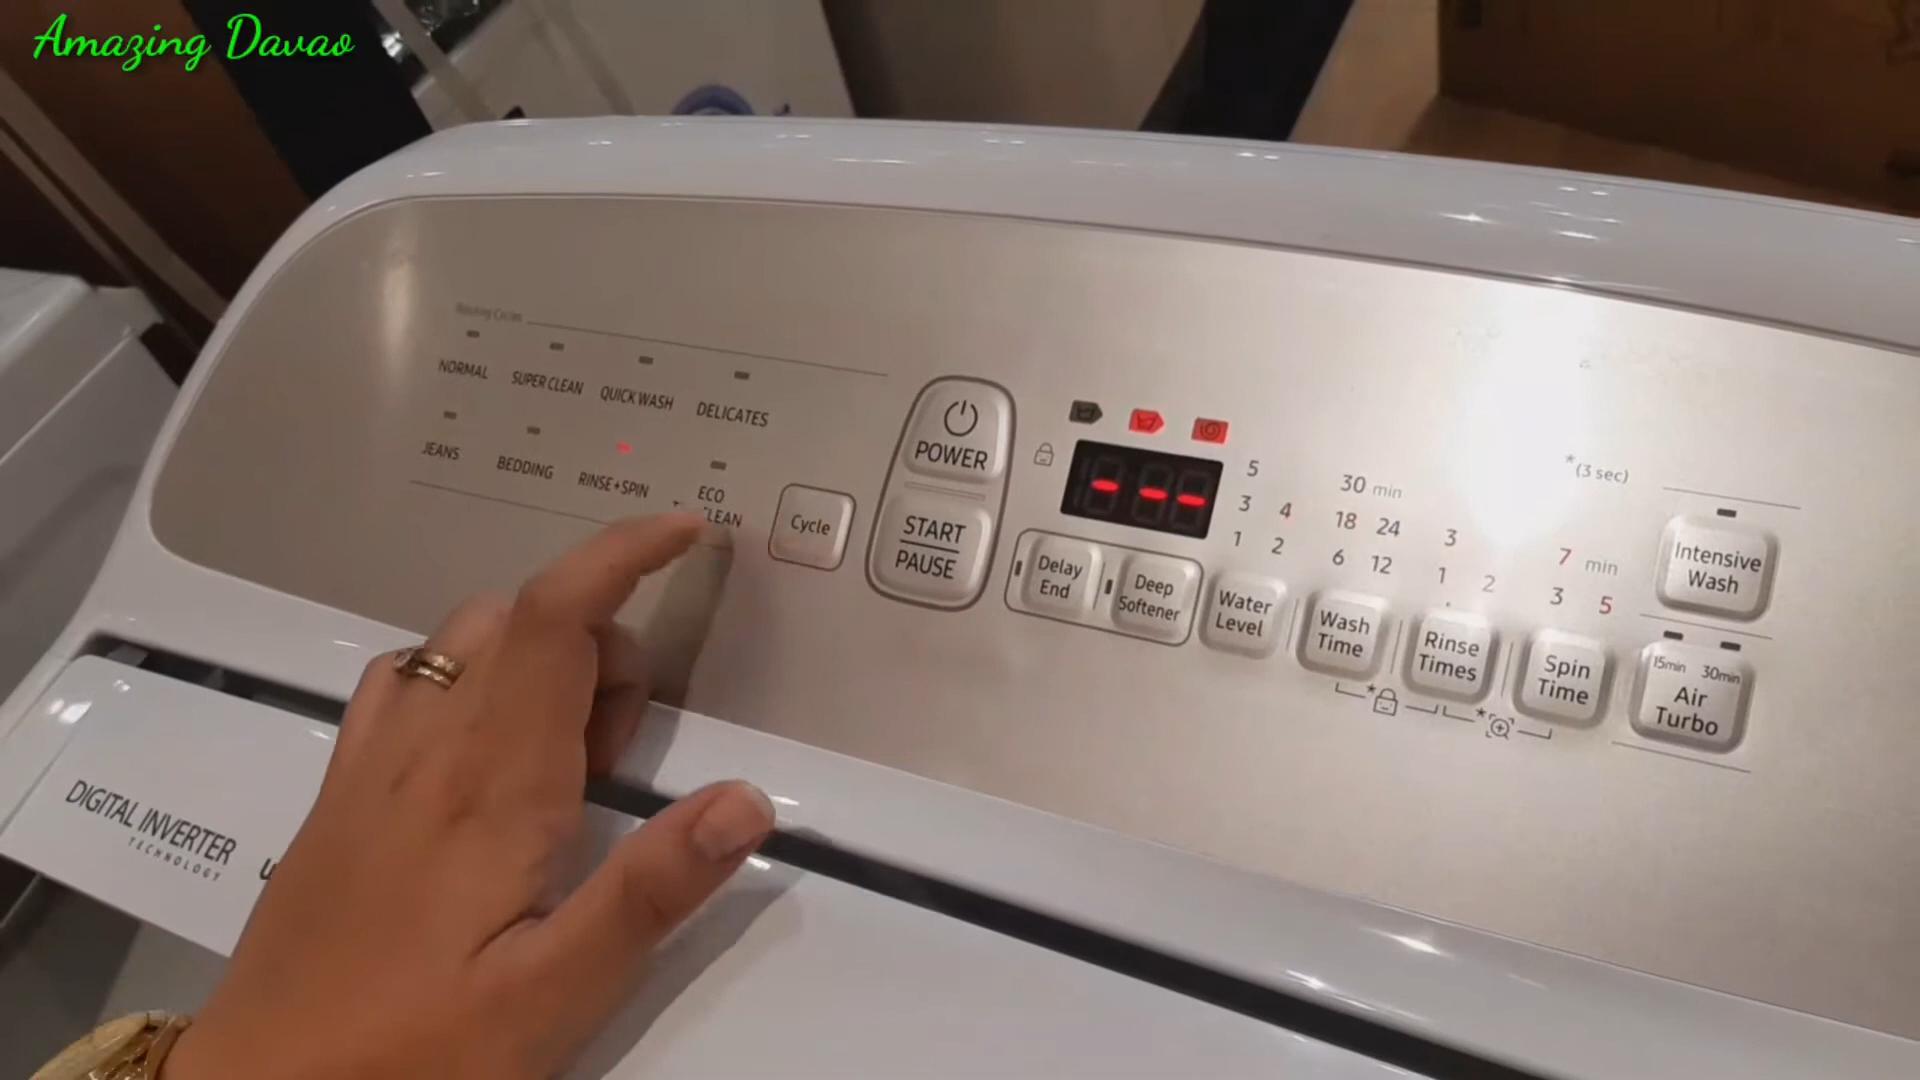 Amazing Davao
Washing Cycles
NORMAL
SUPER CLEAN
QUICK WASH
DELICATES
JEANS
BEDDING
RINSE+SPIN
ECO
CLEAN
Cycle
POWER
START
PAUSE
Delay
End
Deep
Softener
5
3 4
1 2
Water
Level
30 min
18 24
6 12
Wash
Time
3
1 2
Rinse
Times
*(3 sec)
7 min
3 5
Spin
Time
Intensive
Wash
15min 30min
Air
Turbo
DIGITAL INVERTER
TECHNOLOGY